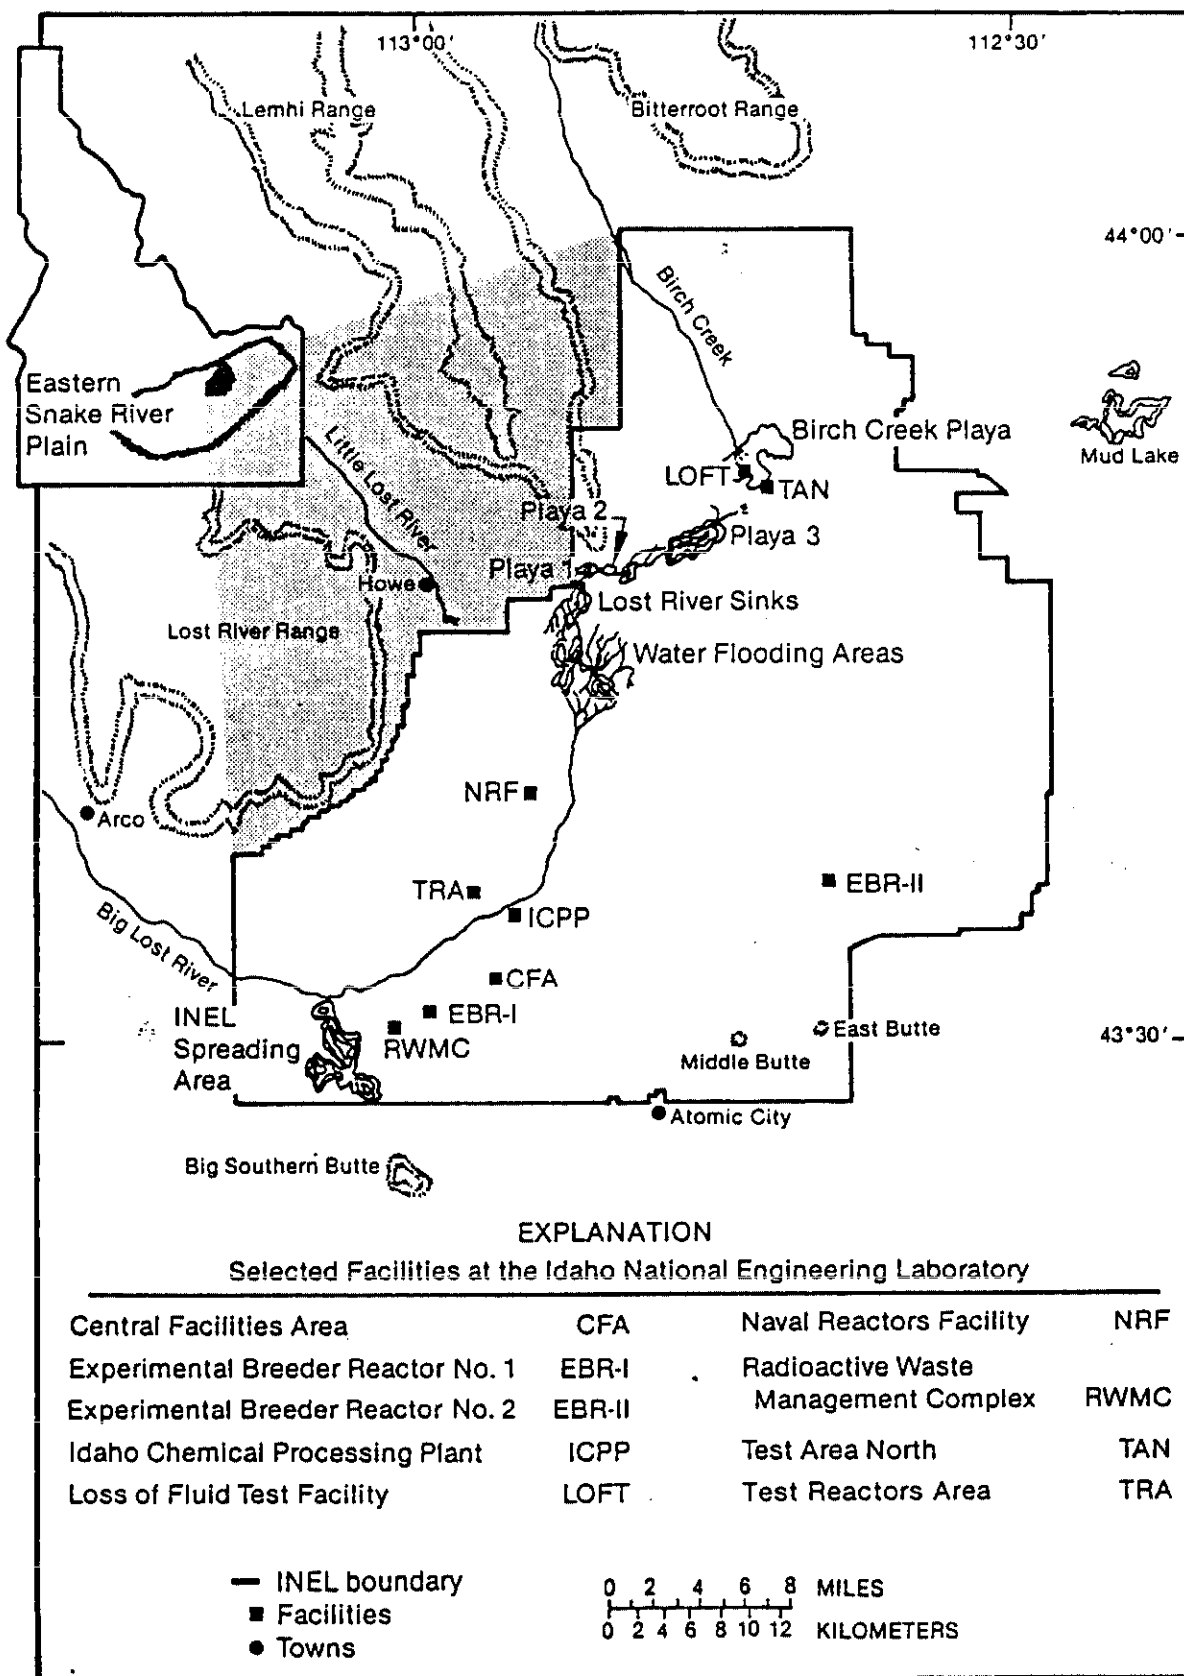 113°00'
112°30'
Lemhi Range
Bitterroot Range
44°00'
Birch Creek
Eastern
Snake River
Plain
Little Lost River
Birch Creek Playa
Mud Lake
LOFT
TAN
Playa 2
Playa 3
Playa 1
Howe
Lost River Sinks
Lost River Range
Water Flooding Areas
NRF
Arco
TRA
EBR-II
ICPP
Big Lost River
CFA
INEL
Spreading
Area
EBR-I
RWMC
East Butte
43°30'
Middle Butte
Atomic City
Big Southern Butte
EXPLANATION
Selected Facilities at the Idaho National Engineering Laboratory
Central Facilities Area CFA
Experimental Breeder Reactor No. 1 EBR-I
Experimental Breeder Reactor No. 2 EBR-II
Idaho Chemical Processing Plant ICPP
Loss of Fluid Test Facility LOFT
Naval Reactors Facility NRF
Radioactive Waste
Management Complex RWMC
Test Area North TAN
Test Reactors Area TRA
INEL boundary
Facilities
Towns
0 2 4 6 8 MILES
0 2 4 6 8 10 12 KILOMETERS